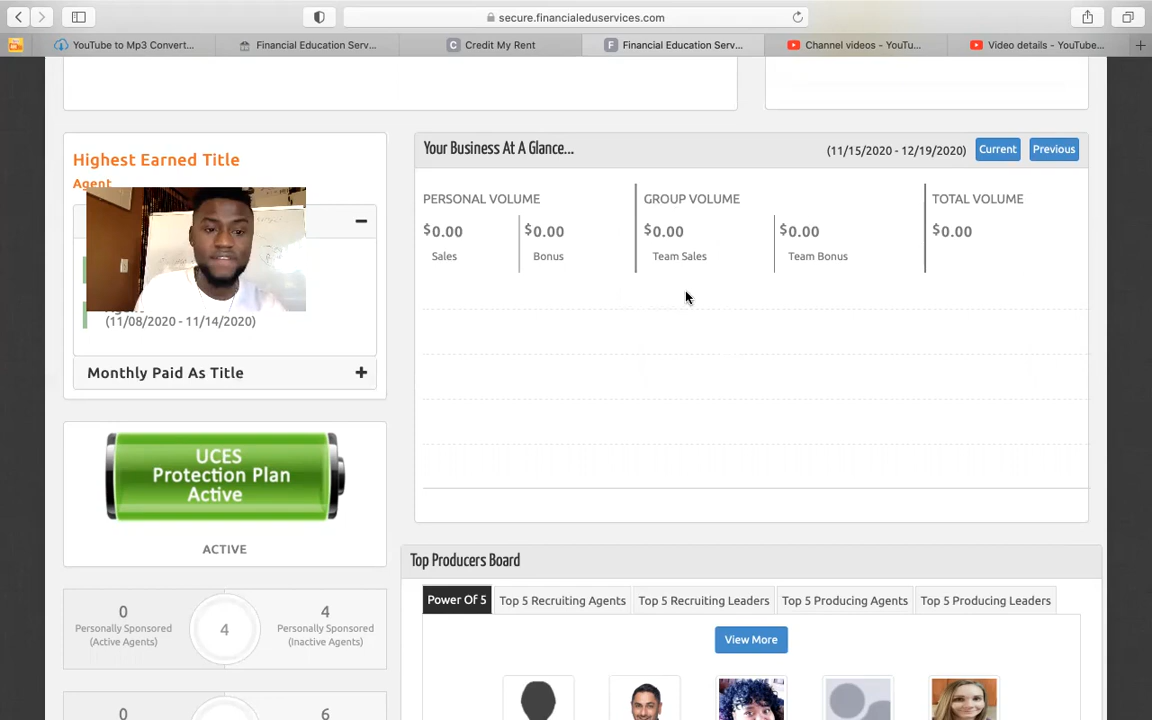 secure.financialeduservices.com
YouTube to Mp3 Convert...
Financial Education Serv...
C Credit My Rent
F Financial Education Serv...
Channel videos - YouTu...
Video details - YouTube...
Highest Earned Title
Agent
(11/08/2020 - 11/14/2020)
Monthly Paid As Title
UCES
Protection Plan
Active
ACTIVE
0
Personally Sponsored
(Active Agents)
4
4
Personally Sponsored
(Inactive Agents)
0
6
Your Business At A Glance...
(11/15/2020 - 12/19/2020)
Current
Previous
PERSONAL VOLUME
GROUP VOLUME
TOTAL VOLUME
$0.00
$0.00
$0.00
$0.00
$0.00
Sales
Bonus
Team Sales
Team Bonus
Top Producers Board
Power Of 5
Top 5 Recruiting Agents
Top 5 Recruiting Leaders
Top 5 Producing Agents
Top 5 Producing Leaders
View More